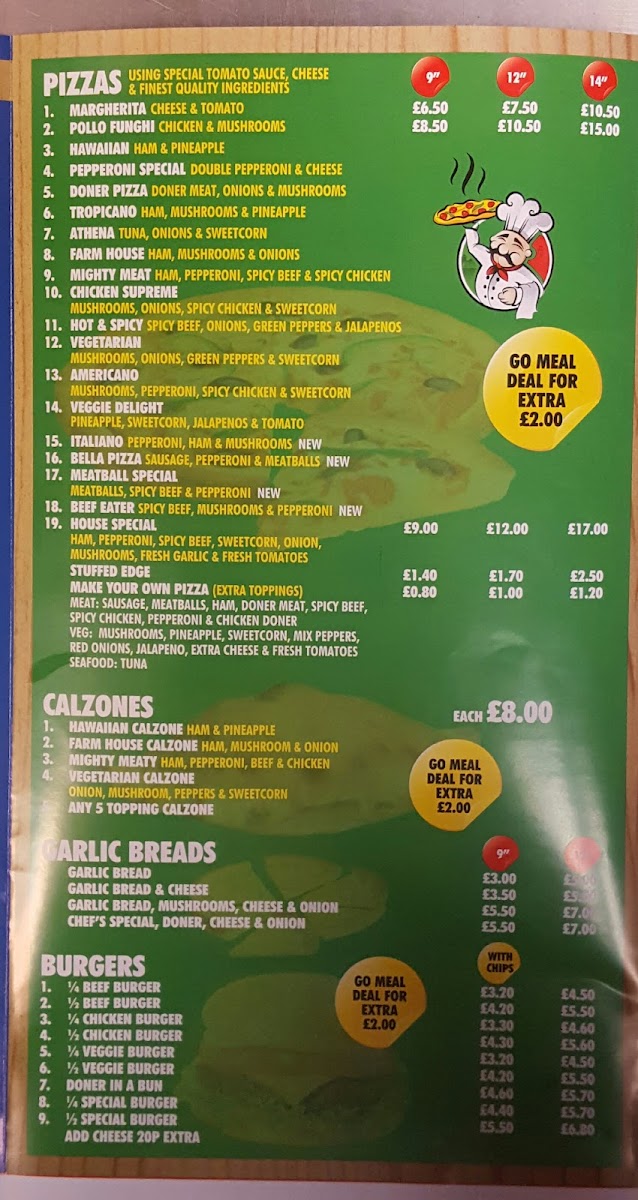 PIZZAS USING SPECIAL TOMATO SAUCE, CHEESE & FINEST QUALITY INGREDIENTS 9" 12" 14"
1. MARGHERITA CHEESE & TOMATO £6.50 £7.50 £10.50
2. POLLO FUNGHI CHICKEN & MUSHROOMS £8.50 £10.50 £15.00
3. HAWAIIAN HAM & PINEAPPLE
4. PEPPERONI SPECIAL DOUBLE PEPPERONI & CHEESE
5. DONER PIZZA DONER MEAT, ONIONS & MUSHROOMS
6. TROPICANO HAM, MUSHROOMS & PINEAPPLE
7. ATHENA TUNA, ONIONS & SWEETCORN
8. FARM HOUSE HAM, MUSHROOMS & ONIONS
9. MIGHTY MEAT HAM, PEPPERONI, SPICY BEEF & SPICY CHICKEN
10. CHICKEN SUPREME
MUSHROOMS, ONIONS, SPICY CHICKEN & SWEETCORN
11. HOT & SPICY SPICY BEEF, ONIONS, GREEN PEPPERS & JALAPENOS
12. VEGETARIAN
MUSHROOMS, ONIONS, GREEN PEPPERS & SWEETCORN
13. AMERICANO
MUSHROOMS, PEPPERONI, SPICY CHICKEN & SWEETCORN
14. VEGGIE DELIGHT
PINEAPPLE, SWEETCORN, JALAPENOS & TOMATO
15. ITALIANO PEPPERONI, HAM & MUSHROOMS NEW
16. BELLA PIZZA SAUSAGE, PEPPERONI & MEATBALLS NEW
17. MEATBALL SPECIAL
MEATBALLS, SPICY BEEF & PEPPERONI NEW
18. BEEF EATER SPICY BEEF, MUSHROOMS & PEPPERONI NEW
19. HOUSE SPECIAL £9.00 £12.00 £17.00
HAM, PEPPERONI, SPICY BEEF, SWEETCORN, ONION,
MUSHROOMS, FRESH GARLIC & FRESH TOMATOES
STUFFED EDGE £1.40 £1.70 £2.50
MAKE YOUR OWN PIZZA (EXTRA TOPPINGS) £0.80 £1.00 £1.20
MEAT: SAUSAGE, MEATBALLS, HAM, DONER MEAT, SPICY BEEF,
SPICY CHICKEN, PEPPERONI & CHICKEN DONER
VEG: MUSHROOMS, PINEAPPLE, SWEETCORN, MIX PEPPERS,
RED ONIONS, JALAPENO, EXTRA CHEESE & FRESH TOMATOES
SEAFOOD: TUNA
GO MEAL
DEAL FOR
EXTRA
£2.00
CALZONES EACH £8.00
1. HAWAIIAN CALZONE HAM & PINEAPPLE
2. FARM HOUSE CALZONE HAM, MUSHROOM & ONION
3. MIGHTY MEATY HAM, PEPPERONI, BEEF & CHICKEN
4. VEGETARIAN CALZONE
ONION, MUSHROOM, PEPPERS & SWEETCORN
ANY 5 TOPPING CALZONE
GO MEAL
DEAL FOR
EXTRA
£2.00
GARLIC BREADS 9"
GARLIC BREAD £3.00
GARLIC BREAD & CHEESE £3.50
GARLIC BREAD, MUSHROOMS, CHEESE & ONION £5.50 £7.00
CHEF'S SPECIAL, DONER, CHEESE & ONION £5.50 £7.00
BURGERS WITH CHIPS
1. ¼ BEEF BURGER £3.20 £4.50
2. ½ BEEF BURGER £4.20 £5.50
3. ¼ CHICKEN BURGER £3.30 £4.60
4. ½ CHICKEN BURGER £4.30 £5.60
5. ¼ VEGGIE BURGER £3.20 £4.50
6. ½ VEGGIE BURGER £4.20 £5.50
7. DONER IN A BUN £4.60 £5.70
8. ¼ SPECIAL BURGER £4.40 £5.70
9. ½ SPECIAL BURGER £5.50 £6.80
ADD CHEESE 20P EXTRA
GO MEAL
DEAL FOR
EXTRA
£2.00